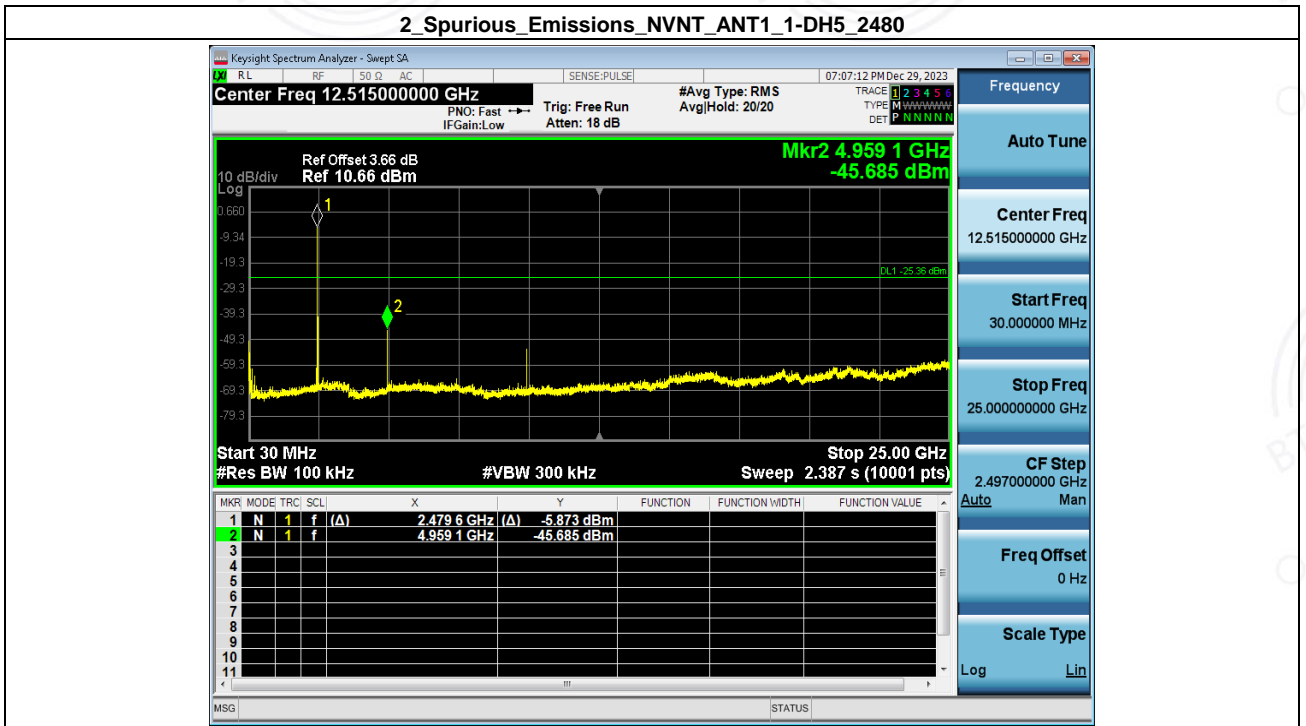 2_Spurious_Emissions_NVNT_ANT1_1-DH5_2480
Keysight Spectrum Analyzer - Swept SA
LXI RL RF 50 Ω AC SENSE:PULSE 07:07:12 PM Dec 29, 2023
Center Freq 12.515000000 GHz
PNO: Fast
IFGain:Low
Trig: Free Run
Atten: 18 dB
#Avg Type: RMS
Avg|Hold: 20/20
TRACE 1 2 3 4 5 6
TYPE M W W W W W
DET P N N N N N
Frequency
Mkr2 4.959 1 GHz
-45.685 dBm
Ref Offset 3.66 dB
10 dB/div Ref 10.66 dBm
Log
0.660
-9.34
-19.3
-29.3
-39.3
-49.3
-59.3
-69.3
-79.3
1
2
DL1 -25.36 dBm
Start 30 MHz Stop 25.00 GHz
#Res BW 100 kHz #VBW 300 kHz Sweep 2.387 s (10001 pts)
MKR MODE TRC SCL X Y FUNCTION FUNCTION WIDTH FUNCTION VALUE
1 N 1 f (Δ) 2.479 6 GHz (Δ) -5.873 dBm
2 N 1 f 4.959 1 GHz -45.685 dBm
3
4
5
6
7
8
9
10
11
MSG STATUS
Auto Tune
Center Freq
12.515000000 GHz
Start Freq
30.000000 MHz
Stop Freq
25.000000000 GHz
CF Step
2.497000000 GHz
Auto Man
Freq Offset
0 Hz
Scale Type
Log Lin